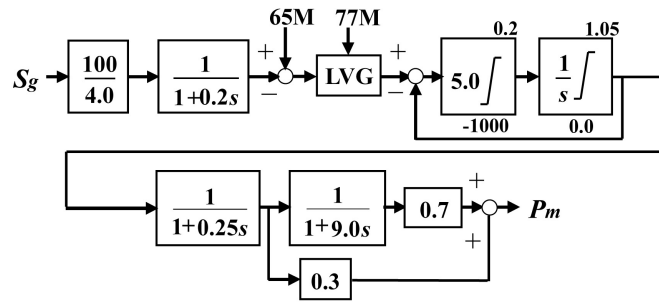 65M 77M
0.2 1.05
Sg 100/4.0 1/(1+0.2s) + − LVG + − 5.0 1/s
-1000 0.0
1/(1+0.25s) 1/(1+9.0s) 0.7 + Pm
+
0.3